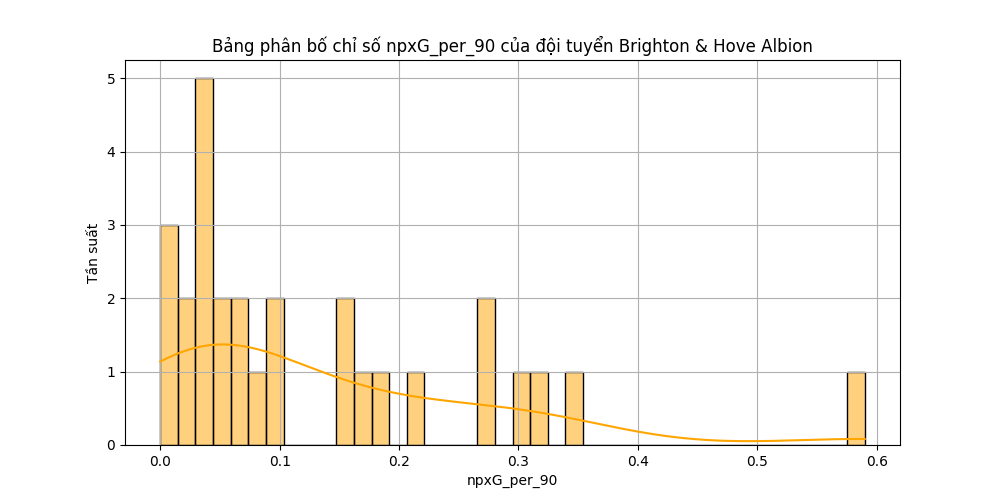 Bảng phân bố chỉ số npxG_per_90 của đội tuyển Brighton & Hove Albion
Tần suất
5
4
3
2
1
0
0.0 0.1 0.2 0.3 0.4 0.5 0.6
npxG_per_90